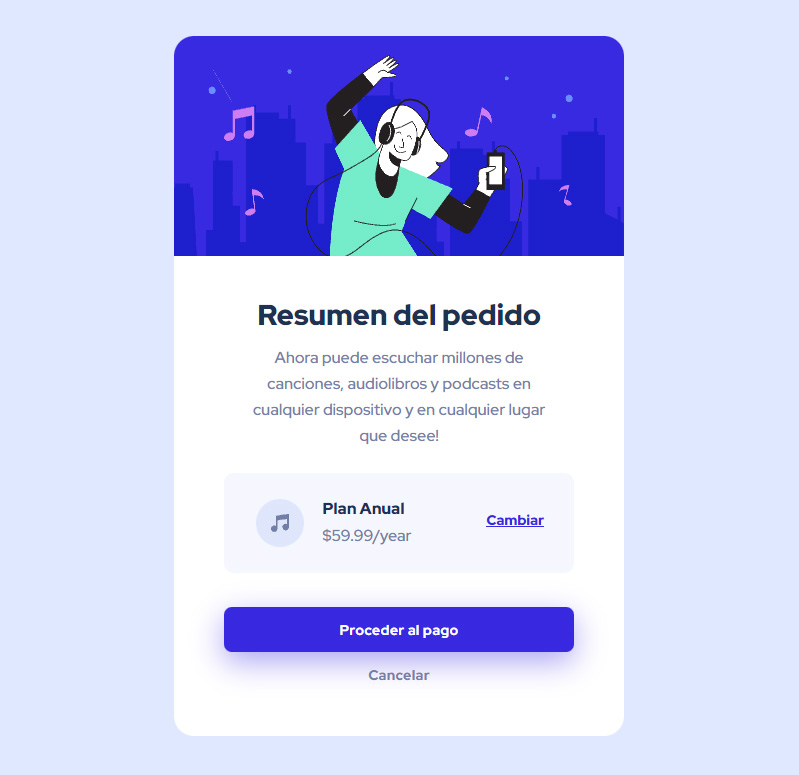 Resumen del pedido
Ahora puede escuchar millones de
canciones, audiolibros y podcasts en
cualquier dispositivo y en cualquier lugar
que desee!
Plan Anual
$59.99/year
Cambiar
Proceder al pago
Cancelar